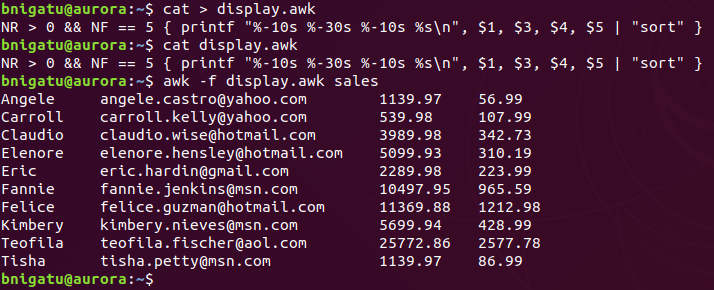 bnigatu@aurora:~$ cat > display.awk
NR > 0 && NF == 5 { printf "%-10s %-30s %-10s %s\n", $1, $3, $4, $5 | "sort" }
bnigatu@aurora:~$ cat display.awk
NR > 0 && NF == 5 { printf "%-10s %-30s %-10s %s\n", $1, $3, $4, $5 | "sort" }
bnigatu@aurora:~$ awk -f display.awk sales
Angele     angele.castro@yahoo.com        1139.97    56.99
Carroll    carroll.kelly@yahoo.com        539.98     107.99
Claudio    claudio.wise@hotmail.com       3989.98    342.73
Elenore    elenore.hensley@hotmail.com    5099.93    310.19
Eric       eric.hardin@gmail.com          2289.98    223.99
Fannie     fannie.jenkins@msn.com         10497.95   965.59
Felice     felice.guzman@hotmail.com      11369.88   1212.98
Kimbery    kimbery.nieves@msn.com         5699.94    428.99
Teofila    teofila.fischer@aol.com        25772.86   2577.78
Tisha      tisha.petty@msn.com            1139.97    86.99
bnigatu@aurora:~$